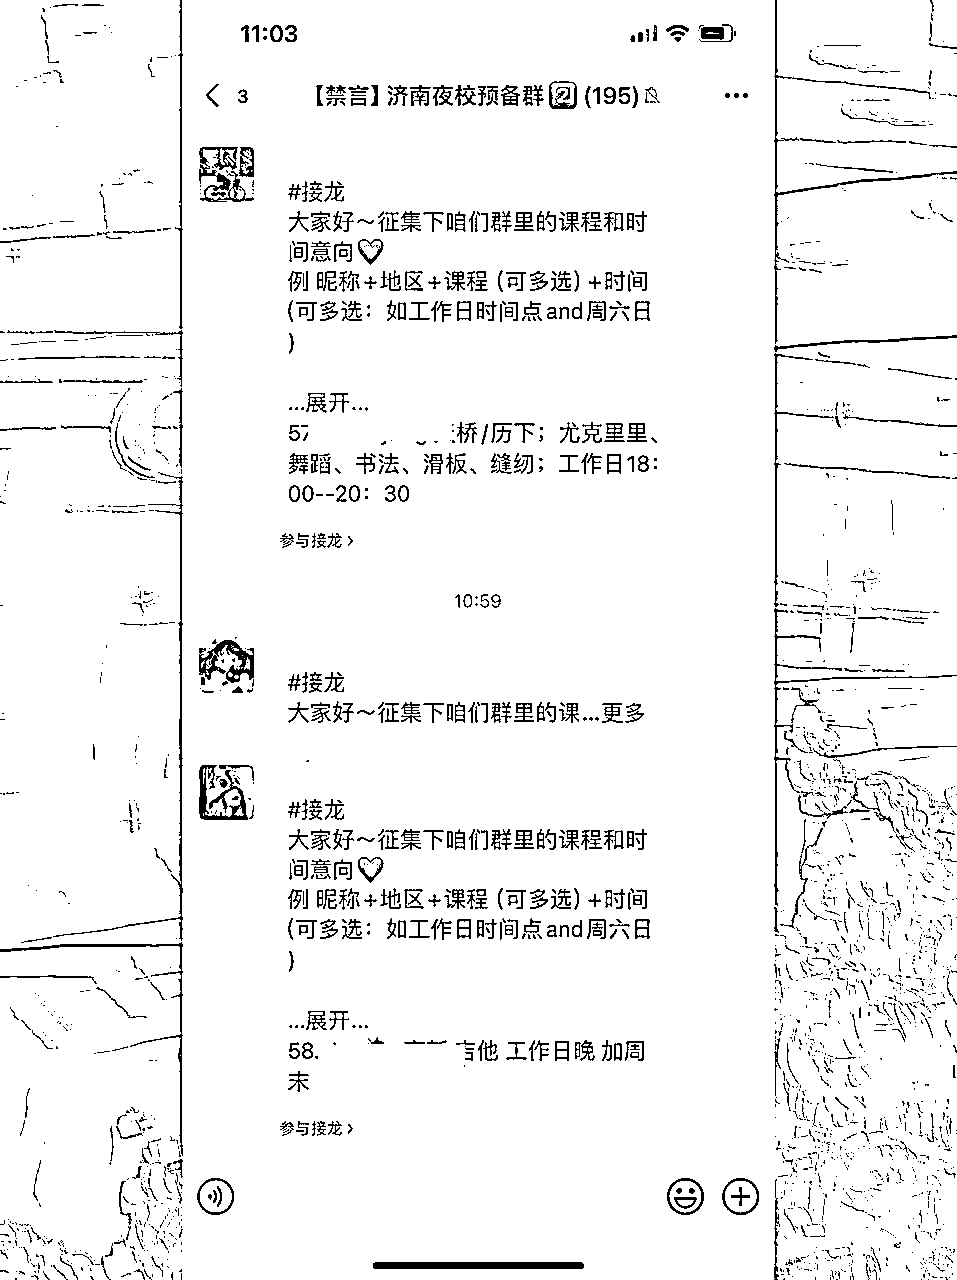 11:03
3
【禁言】济南夜校预备群(195)
#接龙
大家好～征集下咱们群里的课程和时
间意向
例 昵称+地区+课程（可多选）+时间
（可多选：如工作日时间点and周六日
）
...展开...
57 桥/历下；尤克里里、
舞蹈、书法、滑板、缝纫；工作日18：
00--20：30
参与接龙
10:59
#接龙
大家好～征集下咱们群里的课...更多
#接龙
大家好～征集下咱们群里的课程和时
间意向
例 昵称+地区+课程（可多选）+时间
（可多选：如工作日时间点and周六日
）
...展开...
58. 吉他 工作日晚 加周
末
参与接龙